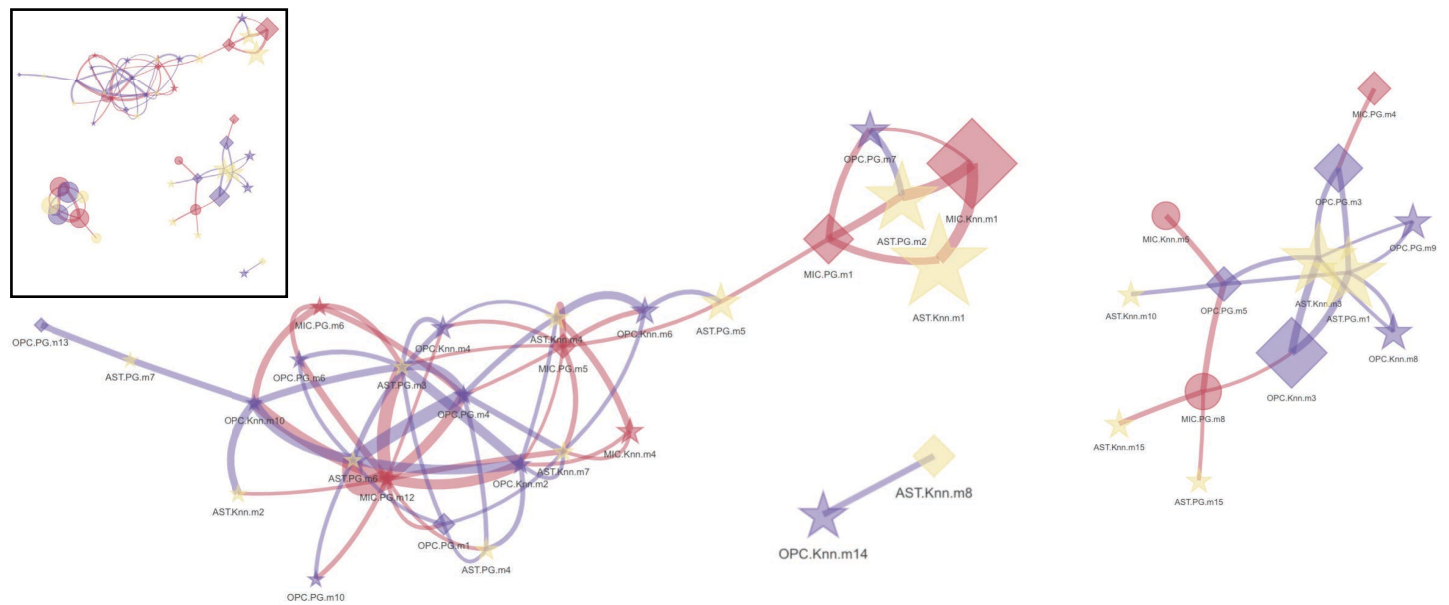 MIC.PG.m4
OPC.PG.m7
OPC.PG.m3
MIC.Knn.m1
MIC.Knn.m6
OPC.PG.m9
AST.PG.m2
MIC.PG.m1
AST.Knn.m3
AST.Knn.m10
OPC.PG.m5
AST.PG.m1
AST.Knn.m1
MIC.PG.m6
AST.PG.m5
OPC.Knn.m6
AST.Knn.m4
OPC.PG.m13
OPC.Knn.m4
AST.PG.m7
MIC.PG.m5
OPC.Knn.m8
OPC.PG.m6
AST.PG.m3
OPC.Knn.m3
OPC.PG.m4
OPC.Knn.m10
MIC.PG.m8
AST.Knn.m15
MIC.Knn.m4
AST.PG.m6
AST.Knn.m7
OPC.Knn.m2
MIC.PG.m12
AST.Knn.m8
AST.Knn.m2
AST.PG.m15
OPC.PG.m1
OPC.Knn.m14
AST.PG.m4
OPC.PG.m10